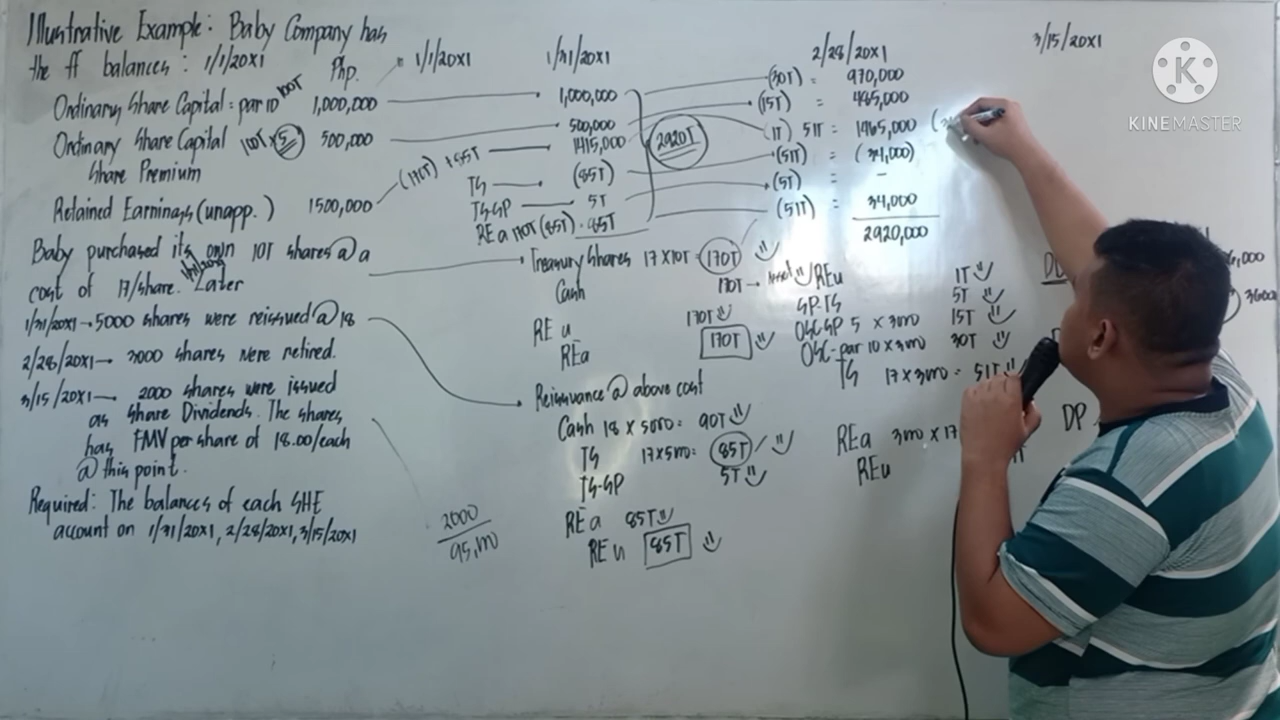 Illustrative Example: Baby Company has
the ff balances: 1/1/20x1
Php.
Ordinary Share Capital = par 10 100T 1,000,000
Ordinary Share Capital 100T x 5 500,000
Share Premium
Retained Earnings (unapp.) 1500,000
Baby purchased its own 10T shares @ a
cost of 17/share. Later
1/31/20x1 → 5000 shares were reissued @ 18
2/28/20x1 → 3000 shares were retired.
3/15/20x1 → 2000 shares were issued
as share Dividends. The shares
has FMV per share of 18.00/each
@ this point.
Required: The balances of each SHE
account on 1/31/20x1, 2/28/20x1, 3/15/20x1
1/1/20x1
(170T) + 85T
2000
95,000
1/31/20x1
1,000,000
500,000
1415,000
TS (85T)
TS-SP 5T
REa 170T (85T) . 85T
2920T
2/28/20x1
(30T) = 970,000
(15T) = 485,000
(1T) 51T = 1465,000
(51T) = (34,000)
(5T) = -
(51T) = 34,000
2920,000
3/15/20x1
KINEMASTER
Treasury Shares 17 x 10T = 170T
Cash 170T
RE u 170T
REa 170T
Reissuance @ above cost
Cash 18 x 5000 = 90T
TS 17 x 5000 = 85T
TS-SP 5T
RE a 85T
RE u 85T
REu 1T
SP-TS 5T
OSC-SP 5 x 3000 15T
OSC-par 10 x 3000 30T
TS 17 x 3000 = 51T
REa 3000 x 17
REu
DP